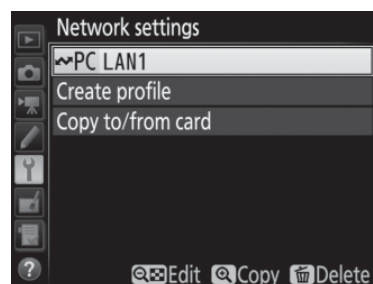 Network settings
PC LAN1
Create profile
Copy to/from card
? Edit Copy Delete